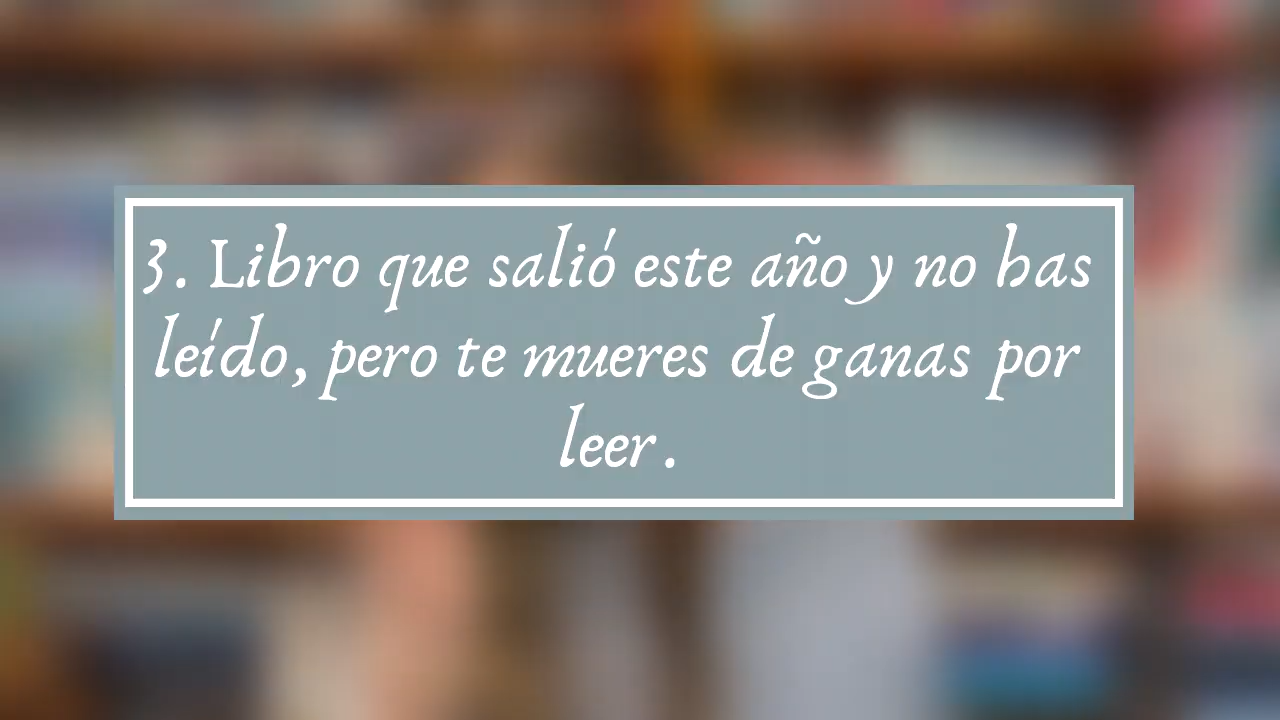 3. Libro que salió este año y no has
leído, pero te mueres de ganas por
leer.